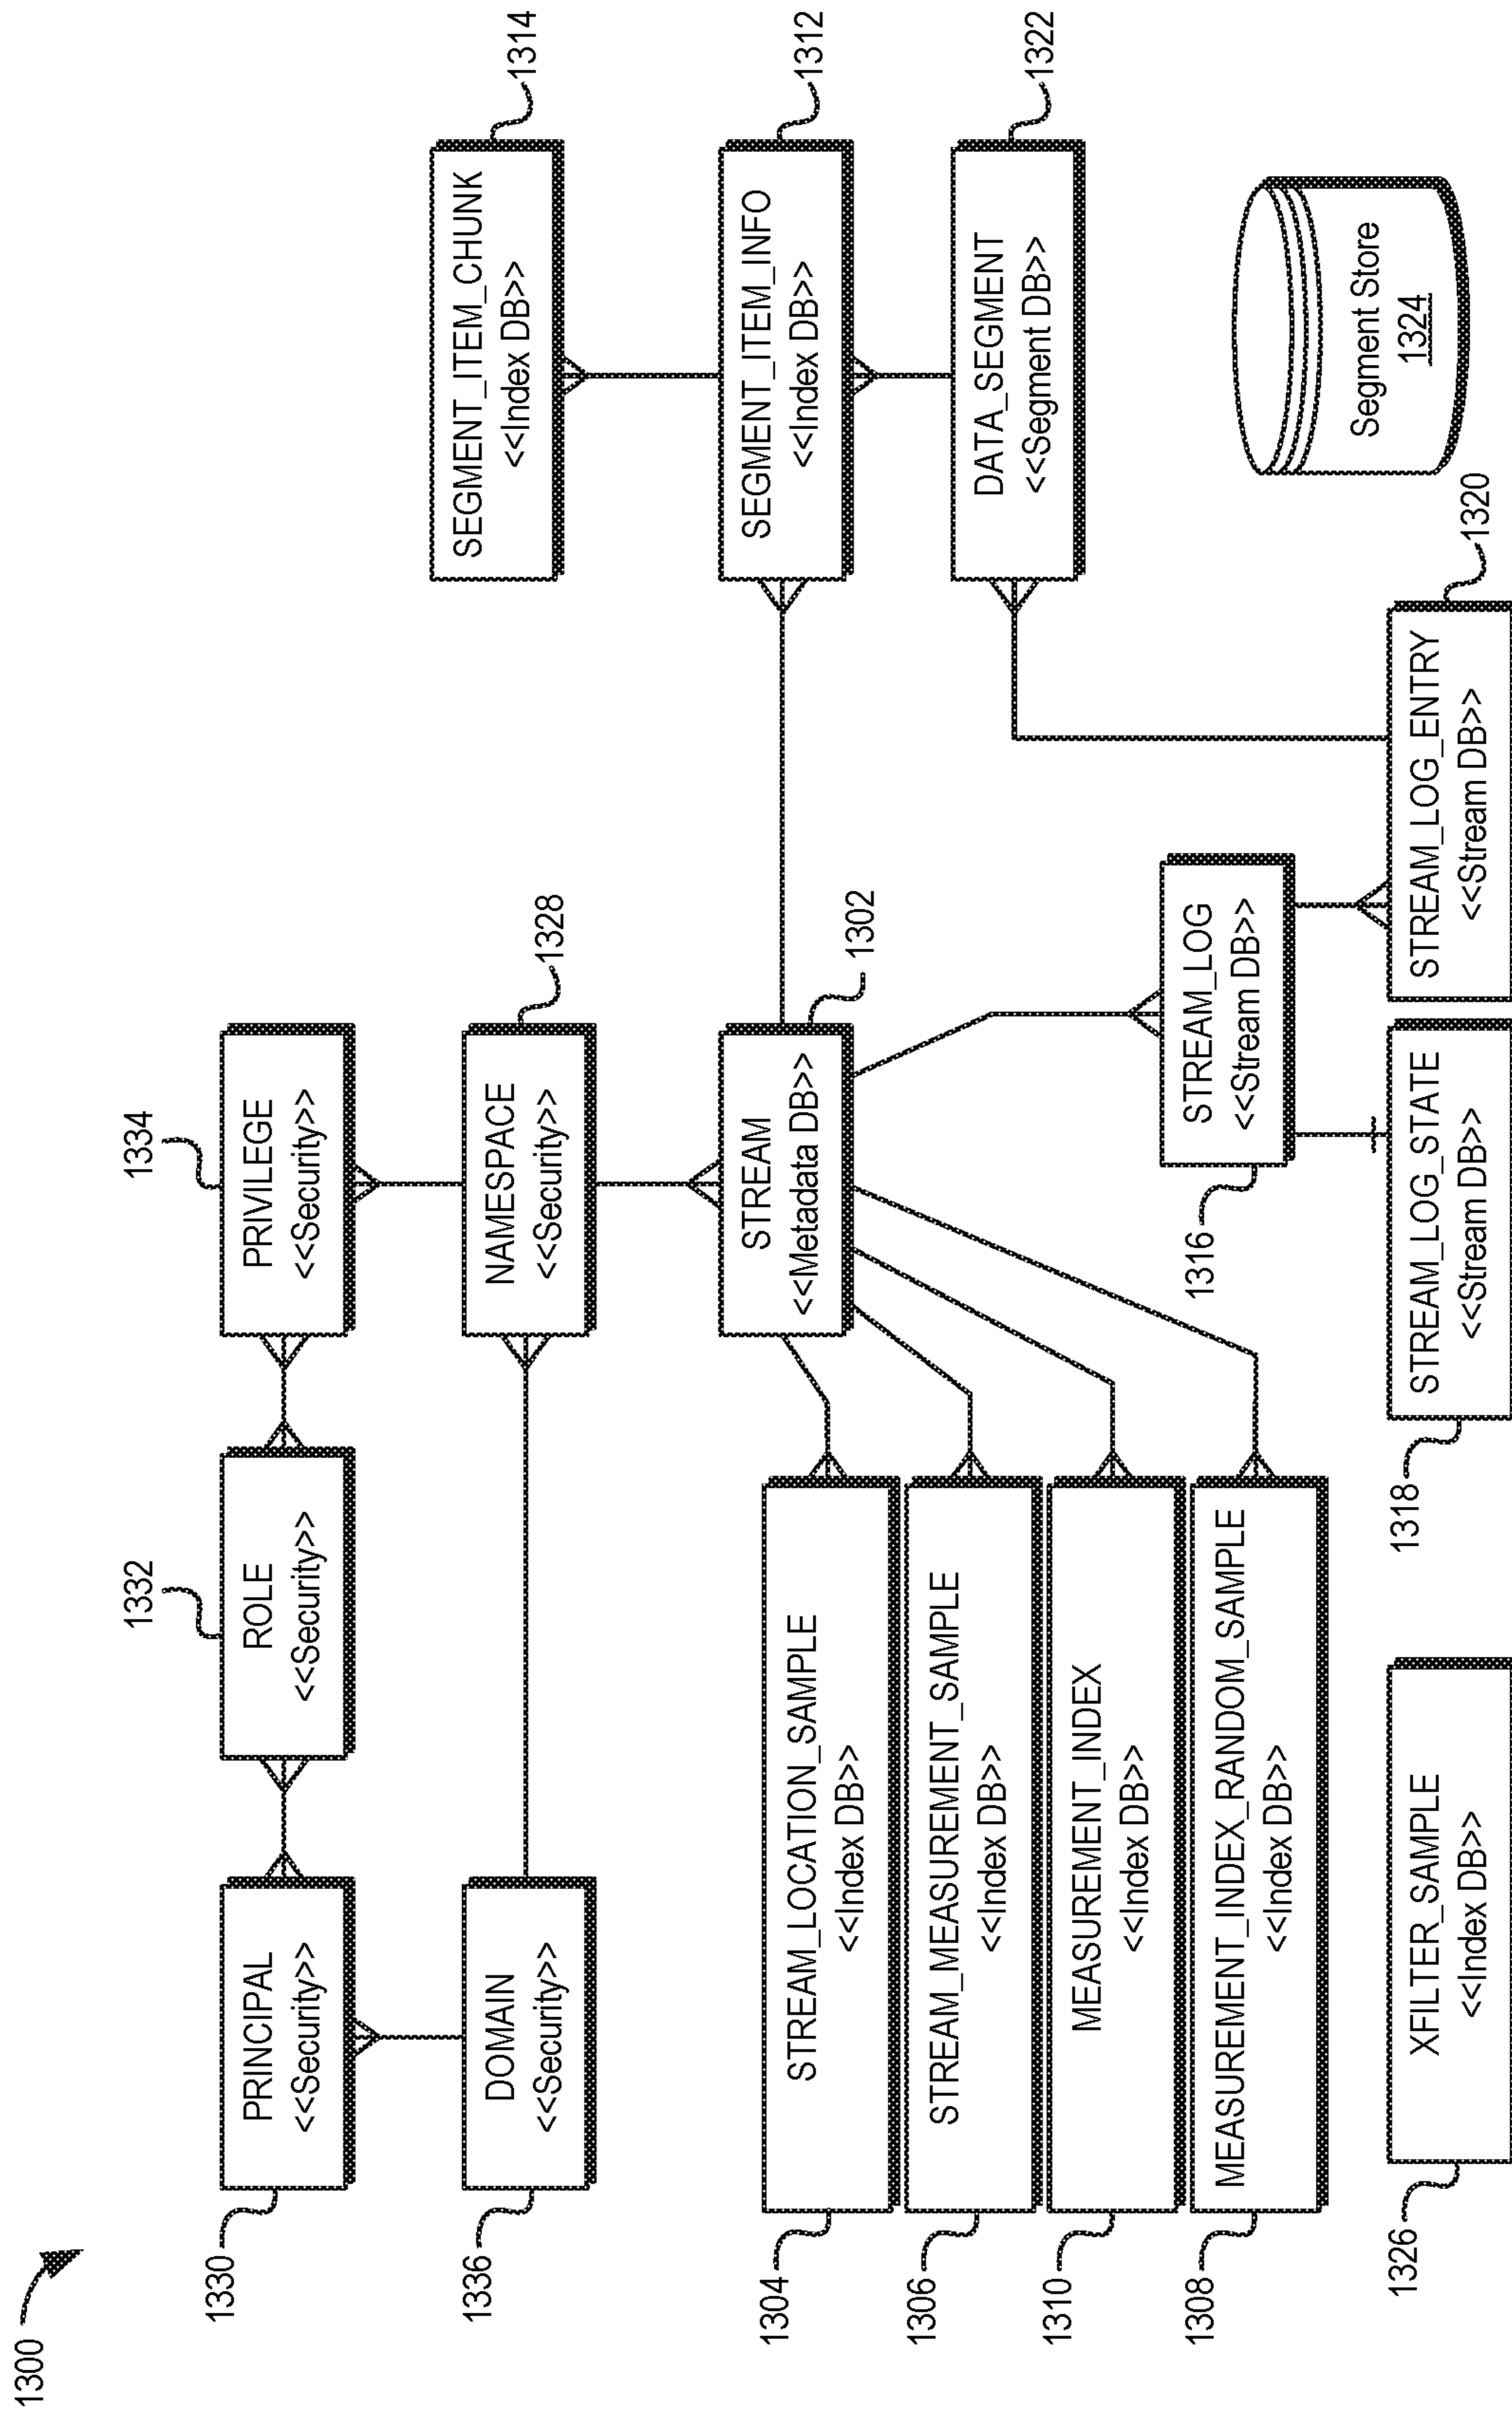 1300
1330
PRINCIPAL
<<Security>>
1332
ROLE
<<Security>>
1334
PRIVILEGE
<<Security>>
1336
DOMAIN
<<Security>>
NAMESPACE
<<Security>>
1328
SEGMENT_ITEM_CHUNK
<<Index DB>>
1314
STREAM
<<Metadata DB>>
1302
SEGMENT_ITEM_INFO
<<Index DB>>
1312
1304
STREAM_LOCATION_SAMPLE
<<Index DB>>
1306
STREAM_MEASUREMENT_SAMPLE
<<Index DB>>
DATA_SEGMENT
<<Segment DB>>
1322
1310
MEASUREMENT_INDEX
<<Index DB>>
1308
MEASUREMENT_INDEX_RANDOM_SAMPLE
<<Index DB>>
1316
STREAM_LOG
<<Stream DB>>
Segment Store
1324
1326
XFILTER_SAMPLE
<<Index DB>>
1318
STREAM_LOG_STATE
<<Stream DB>>
STREAM_LOG_ENTRY
<<Stream DB>>
1320